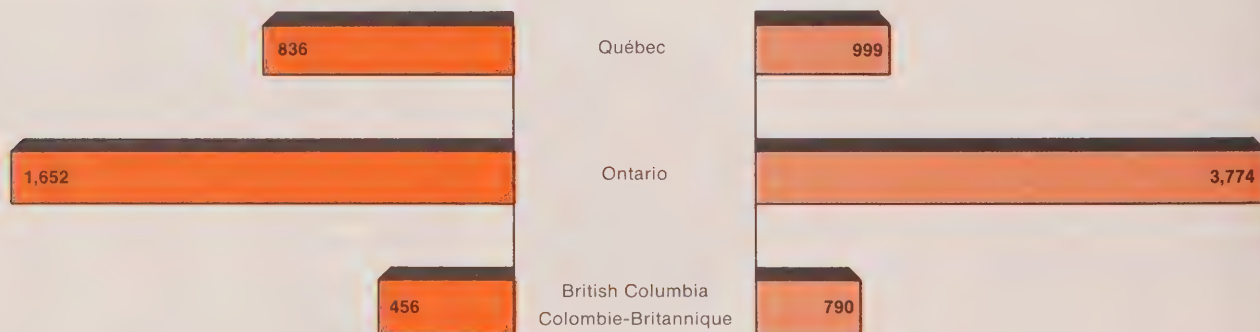 836
Québec
999
1,652
Ontario
3,774
456
British Columbia
Colombie-Britannique
790